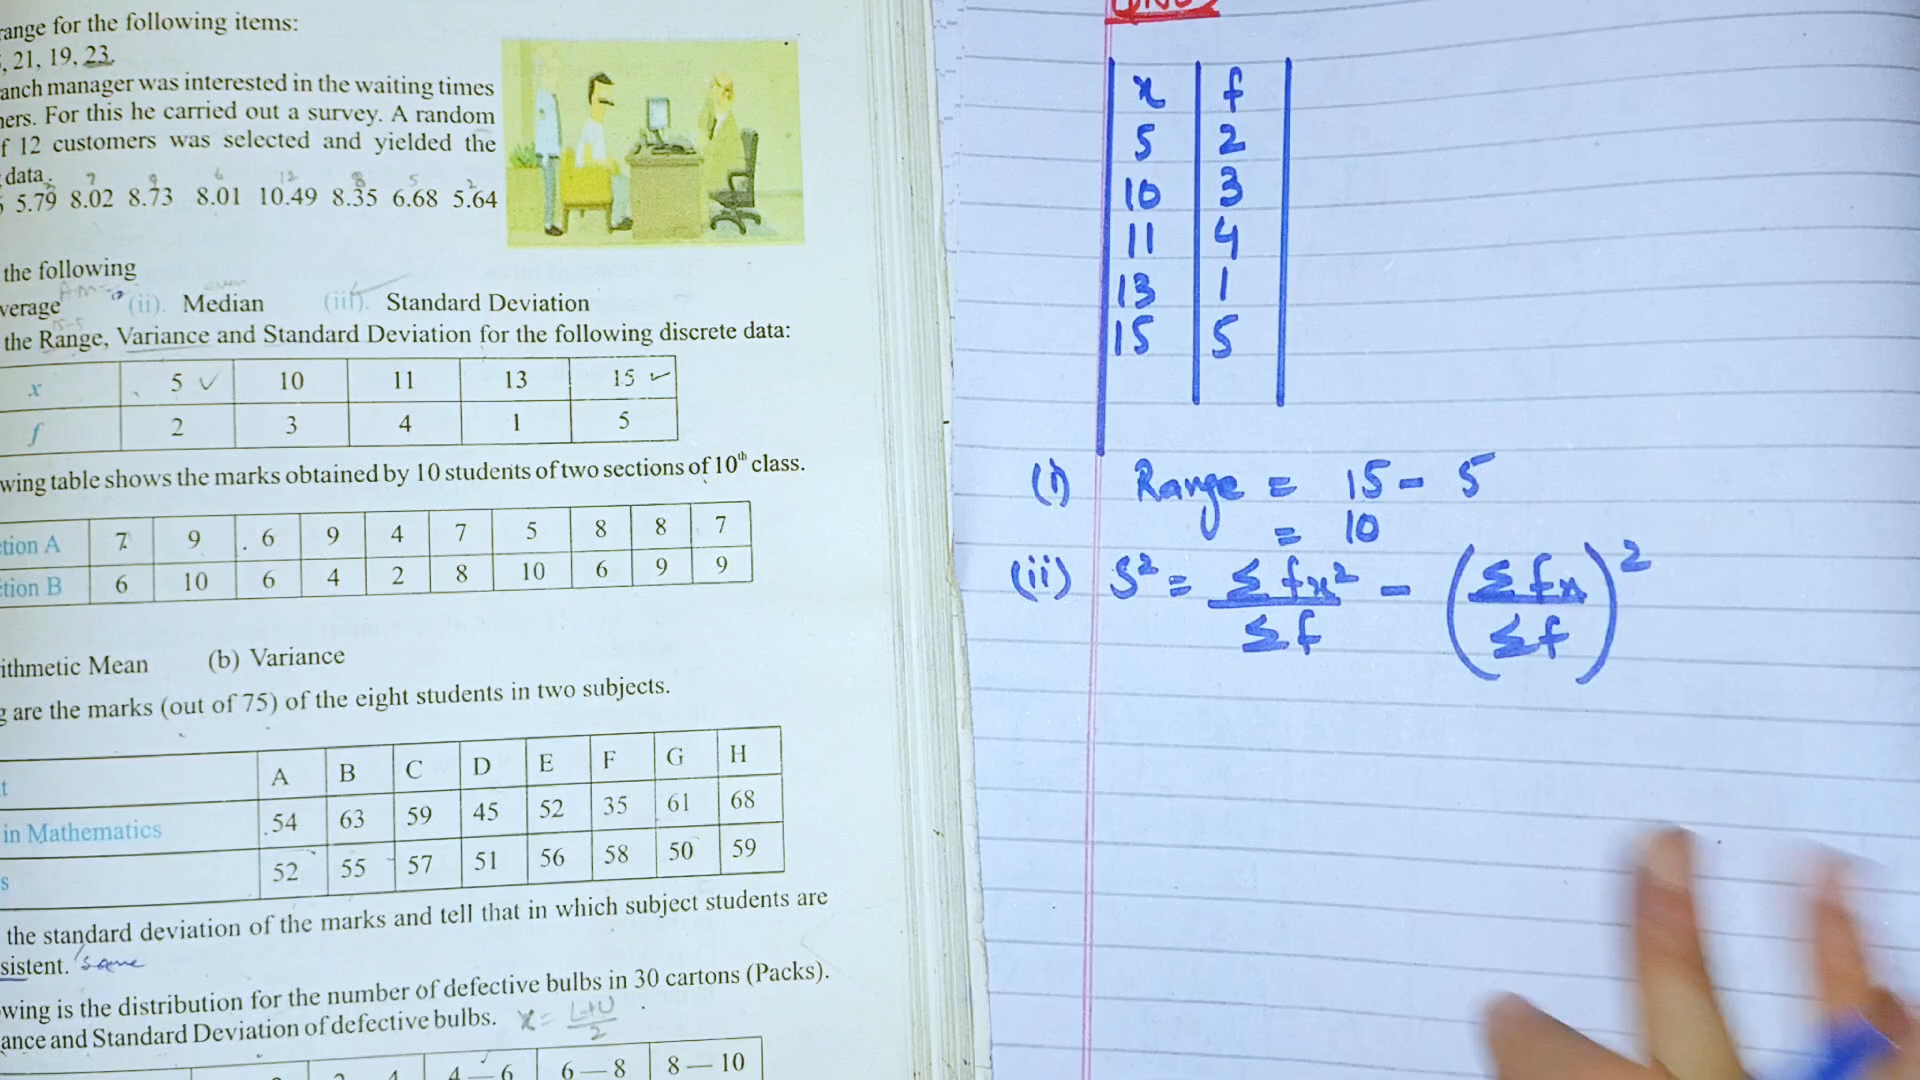 range for the following items:
, 21, 19, 23.
anch manager was interested in the waiting times
ers. For this he carried out a survey. A random
f 12 customers was selected and yielded the
data.
5.79 8.02 8.73 8.01 10.49 8.35 6.68 5.64
the following
verage (ii). Median (iii). Standard Deviation
the Range, Variance and Standard Deviation for the following discrete data:
x 5 10 11 13 15
f 2 3 4 1 5
wing table shows the marks obtained by 10 students of two sections of 10th class.
tion A 7 9 6 9 4 7 5 8 8 7
ction B 6 10 6 4 2 8 10 6 9 9
ithmetic Mean (b) Variance
g are the marks (out of 75) of the eight students in two subjects.
t A B C D E F G H
in Mathematics 54 63 59 45 52 35 61 68
s 52 55 57 51 56 58 50 59
the standard deviation of the marks and tell that in which subject students are
sistent. same
wing is the distribution for the number of defective bulbs in 30 cartons (Packs).
ance and Standard Deviation of defective bulbs. x = L+U/2
4 — 6 6 — 8 8 — 10
x f
5 2
10 3
11 4
13 1
15 5
(i) Range = 15 - 5
= 10
(ii) S² = Σfx²/Σf - (Σfx/Σf)²